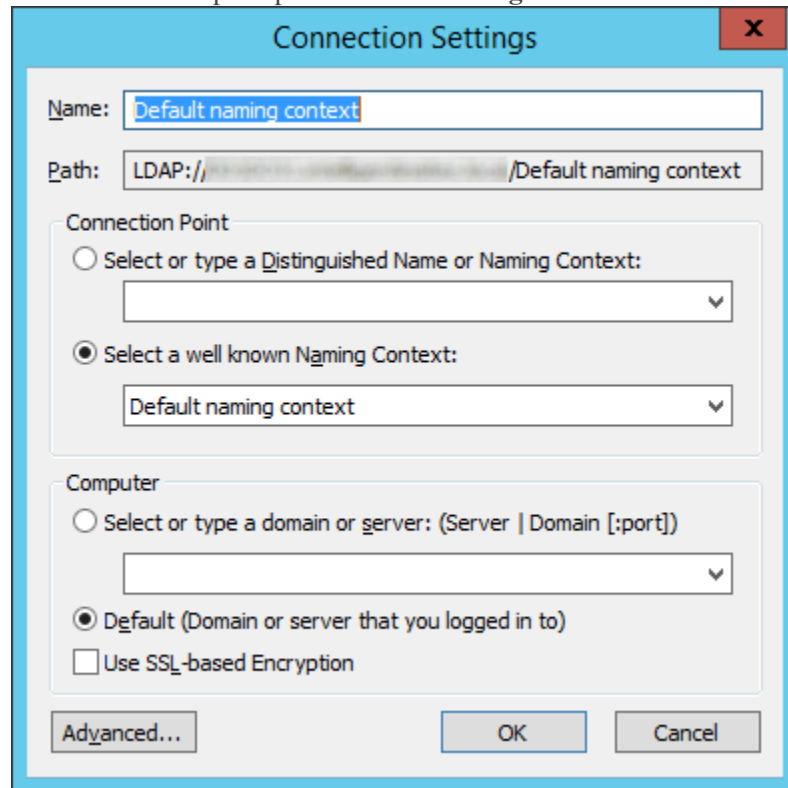 Connection Settings
x
Name: Default naming context
Path: LDAP:// /Default naming context
Connection Point
Select or type a Distinguished Name or Naming Context:
Select a well known Naming Context:
Default naming context
Computer
Select or type a domain or server: (Server | Domain [:port])
Default (Domain or server that you logged in to)
Use SSL-based Encryption
Advanced... OK Cancel